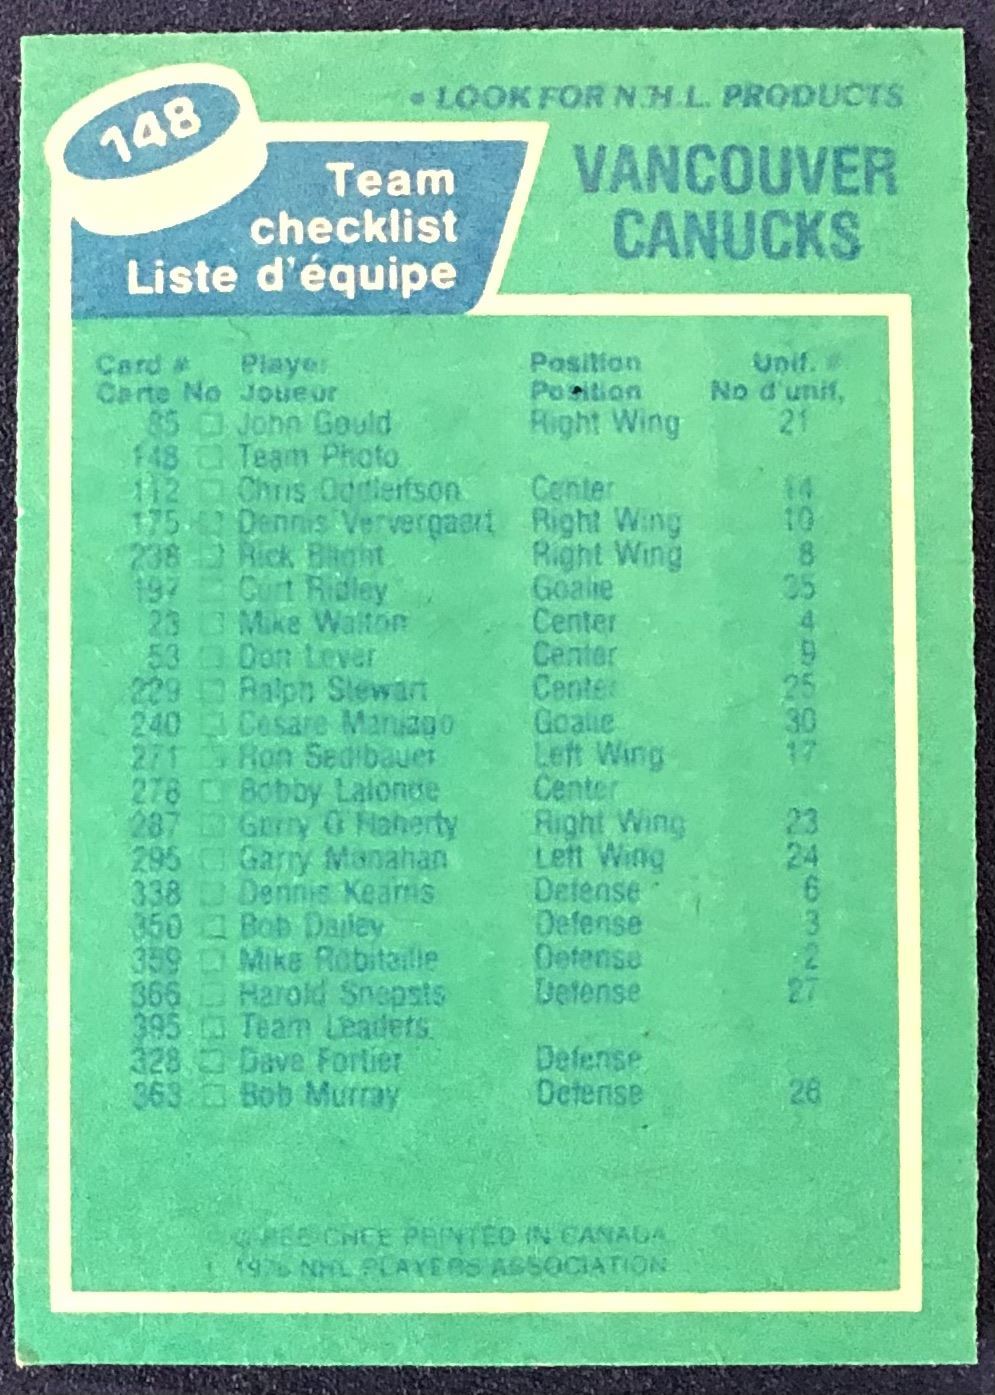 • LOOK FOR N.H.L. PRODUCTS
148
VANCOUVER
CANUCKS
Team
checklist
Liste d'équipe
Card # Player Position Unif. #
Carte No Joueur Position No d'unif.
85 John Gould Right Wing 21
148 Team Photo
112 Chris Oddleifson Center 14
175 Dennis Ververgaert Right Wing 10
238 Rick Blight Right Wing 8
197 Curt Ridley Goalie 35
23 Mike Walton Center 4
53 Don Lever Center 9
229 Ralph Stewart Center 25
240 Cesare Maniago Goalie 30
271 Ron Sedlbauer Left Wing 17
278 Bobby Lalonde Center
287 Gerry O'Flaherty Right Wing 23
295 Garry Monahan Left Wing 24
338 Dennis Kearns Defense 6
350 Bob Dailey Defense 3
359 Mike Robitaille Defense 2
366 Harold Snepsts Defense 27
395 Team Leaders
328 Dave Fortier Defense
363 Bob Murray Defense 26
© PEE-CHEE PRINTED IN CANADA
1976 NHL PLAYERS ASSOCIATION